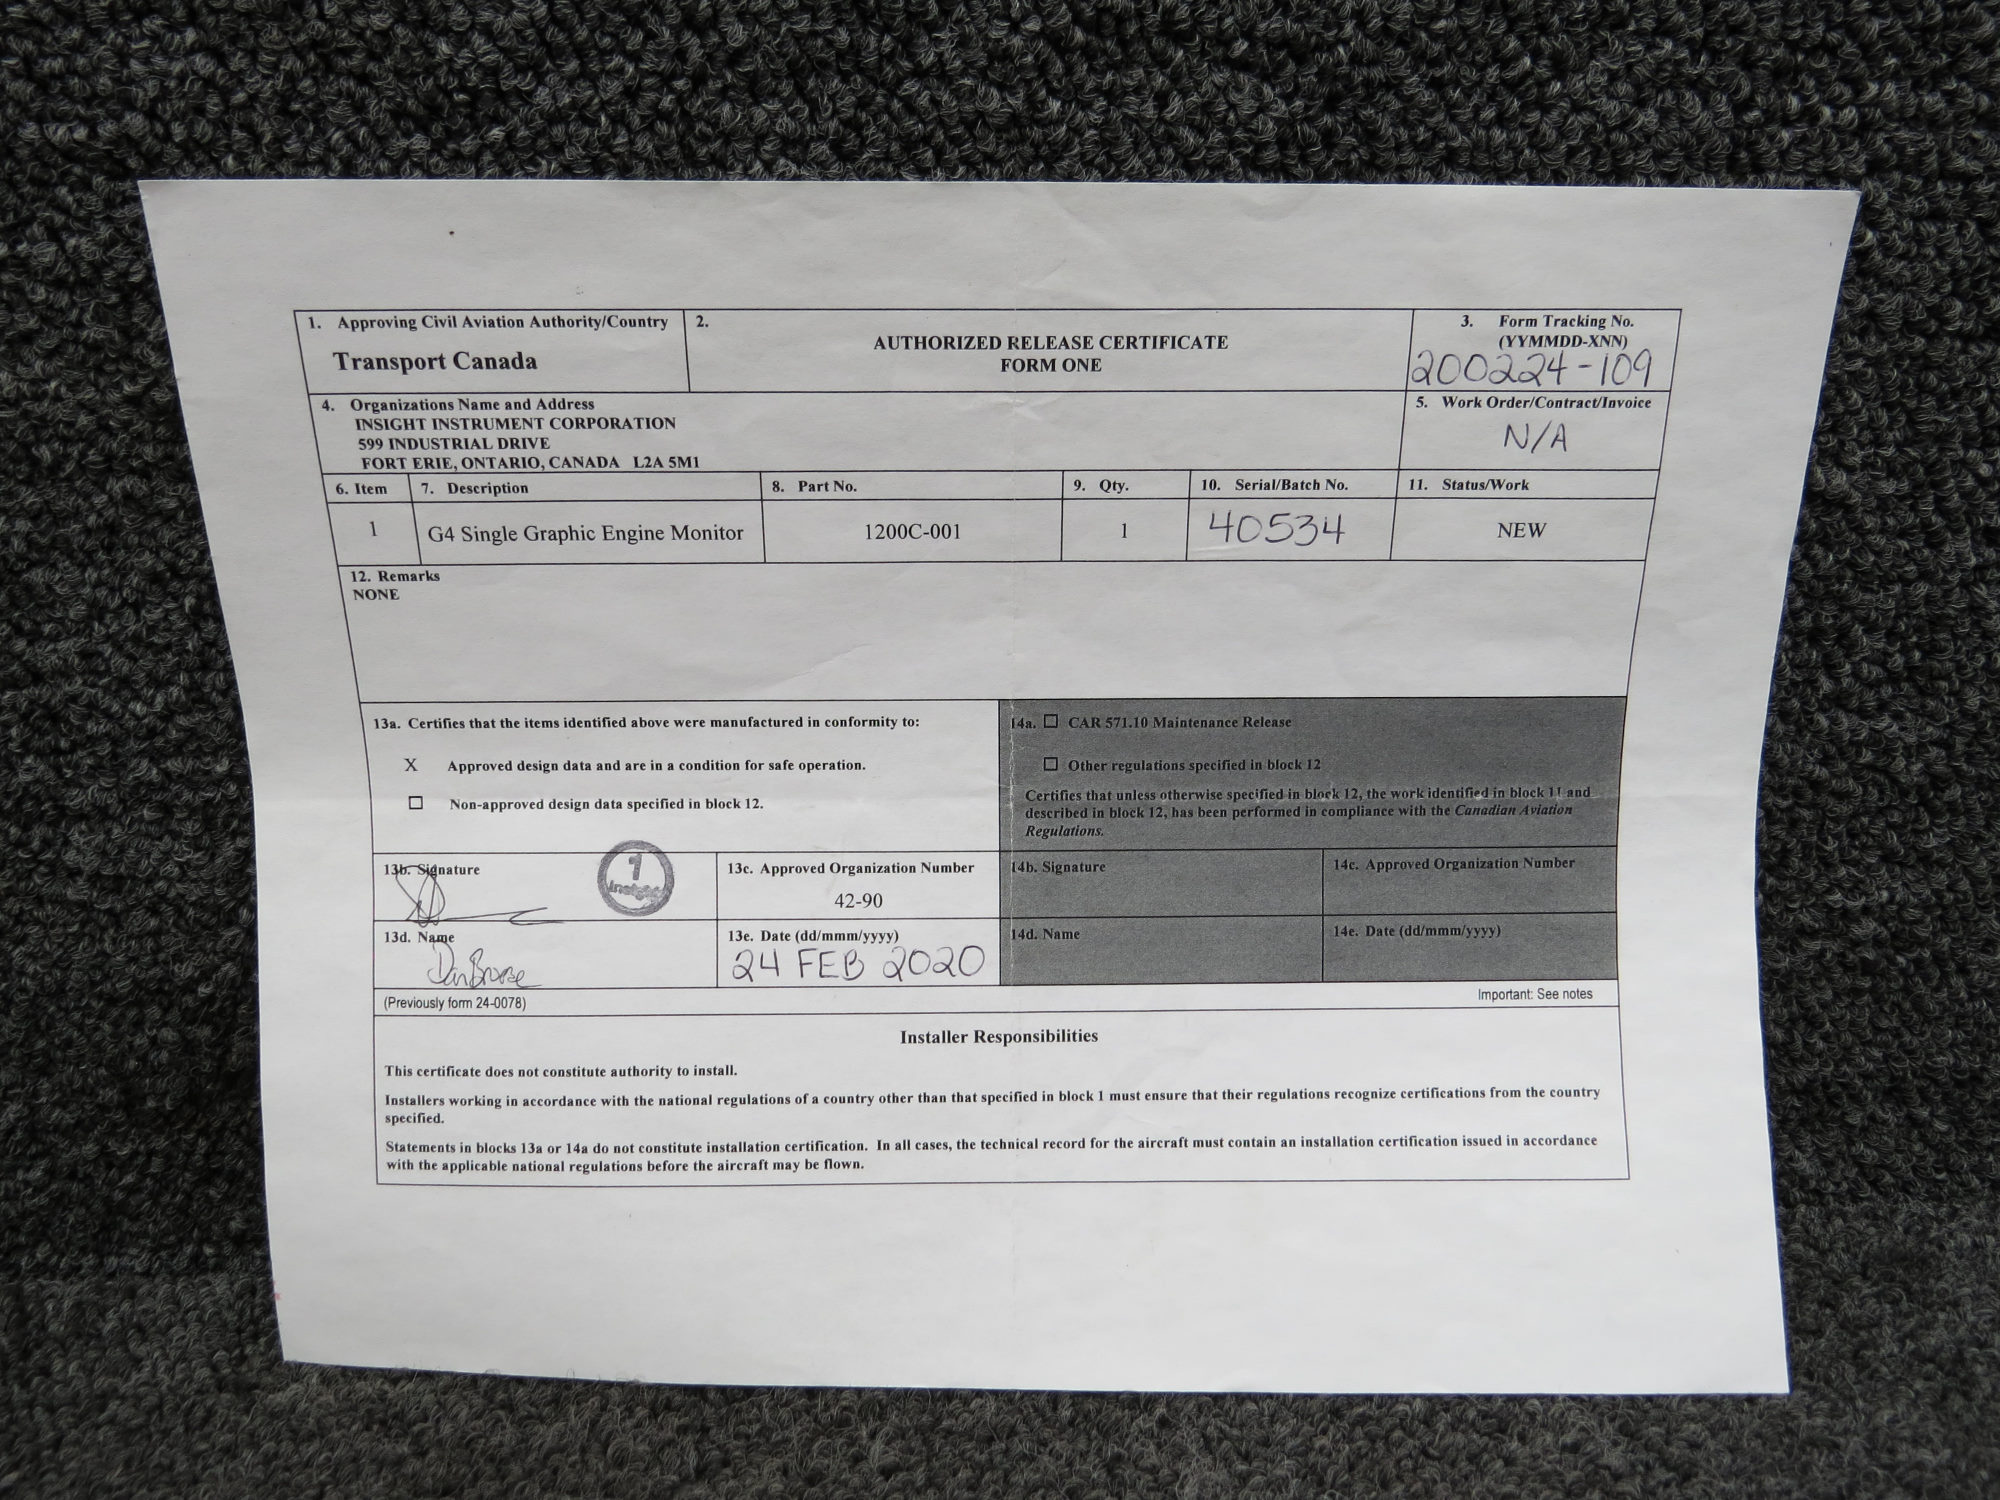 1. Approving Civil Aviation Authority/Country
Transport Canada
2.
AUTHORIZED RELEASE CERTIFICATE
FORM ONE
3. Form Tracking No.
(YYMMDD-XNN)
200224-109
4. Organizations Name and Address
INSIGHT INSTRUMENT CORPORATION
599 INDUSTRIAL DRIVE
FORT ERIE, ONTARIO, CANADA L2A 5M1
5. Work Order/Contract/Invoice
N/A
6. Item 7. Description 8. Part No. 9. Qty. 10. Serial/Batch No. 11. Status/Work
1 G4 Single Graphic Engine Monitor 1200C-001 1 40534 NEW
12. Remarks
NONE
13a. Certifies that the items identified above were manufactured in conformity to:
X Approved design data and are in a condition for safe operation.
Non-approved design data specified in block 12.
14a. CAR 571.10 Maintenance Release
Other regulations specified in block 12
Certifies that unless otherwise specified in block 12, the work identified in block 11 and
described in block 12, has been performed in compliance with the Canadian Aviation
Regulations.
13b. Signature
1
13c. Approved Organization Number
42-90
14b. Signature
14c. Approved Organization Number
13d. Name
Dan
13e. Date (dd/mmm/yyyy)
24 FEB 2020
14d. Name
14e. Date (dd/mmm/yyyy)
(Previously form 24-0078)
Important: See notes
Installer Responsibilities
This certificate does not constitute authority to install.
Installers working in accordance with the national regulations of a country other than that specified in block 1 must ensure that their regulations recognize certifications from the country
specified.
Statements in blocks 13a or 14a do not constitute installation certification. In all cases, the technical record for the aircraft must contain an installation certification issued in accordance
with the applicable national regulations before the aircraft may be flown.